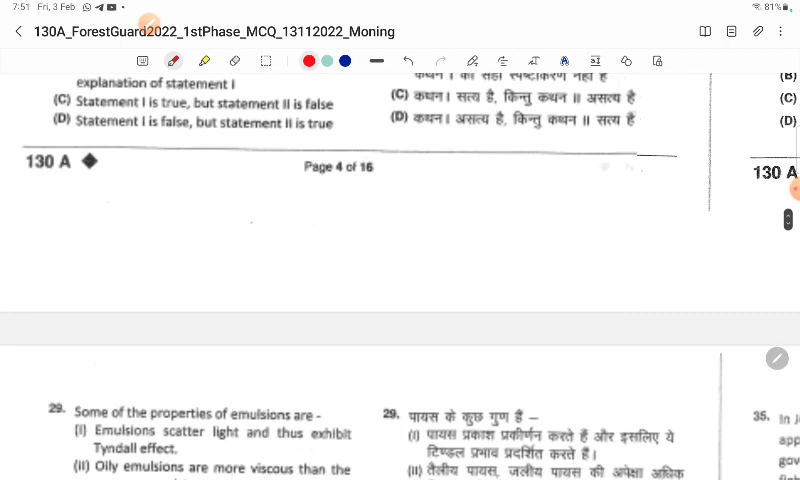 7:51 Fri, 3 Feb
81%
130A_ForestGuard2022_1stPhase_MCQ_13112022_Moning
explanation of statement I
(C) Statement I is true, but statement II is false
(D) Statement I is false, but statement II is true
(C) कथन I सत्य है, किन्तु कथन II असत्य है
(D) कथन I असत्य है, किन्तु कथन II सत्य है
(B)
(C)
(D)
130 A
Page 4 of 16
130 A
29. Some of the properties of emulsions are -
(I) Emulsions scatter light and thus exhibit
Tyndall effect.
(II) Oily emulsions are more viscous than the
29. पायस के कुछ गुण हैं –
(I) पायस प्रकाश प्रकीर्णन करते हैं और इसलिए ये
टिण्डल प्रभाव प्रदर्शित करते हैं।
(II) तैलीय पायस, जलीय पायस की अपेक्षा अधिक
35. In J
app
gov